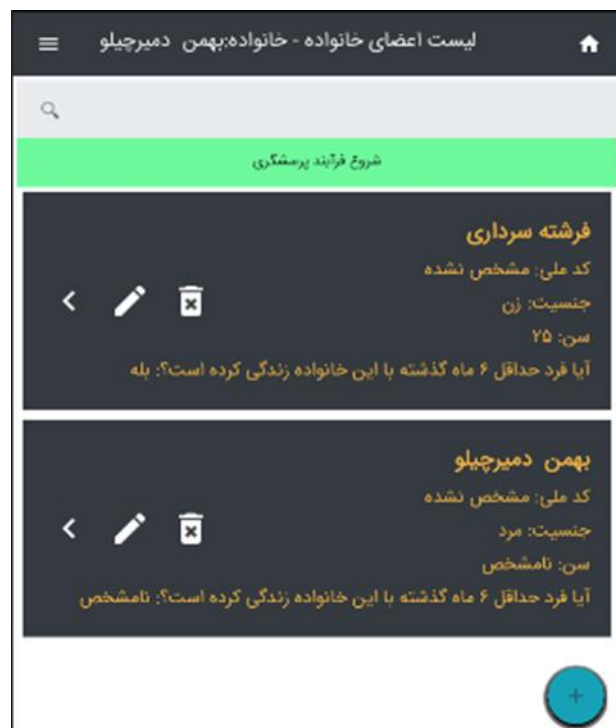 لیست اعضای خانواده - خانواده:بهمن دمیرچیلو
شروع فرآیند پرسشگری
فرشته سرداری
کد ملی: مشخص نشده
جنسیت: زن
سن: ۲۵
آیا فرد حداقل ۶ ماه گذشته با این خانواده زندگی کرده است؟: بله
بهمن دمیرچیلو
کد ملی: مشخص نشده
جنسیت: مرد
سن: نامشخص
آیا فرد حداقل ۶ ماه گذشته با این خانواده زندگی کرده است؟: نامشخص